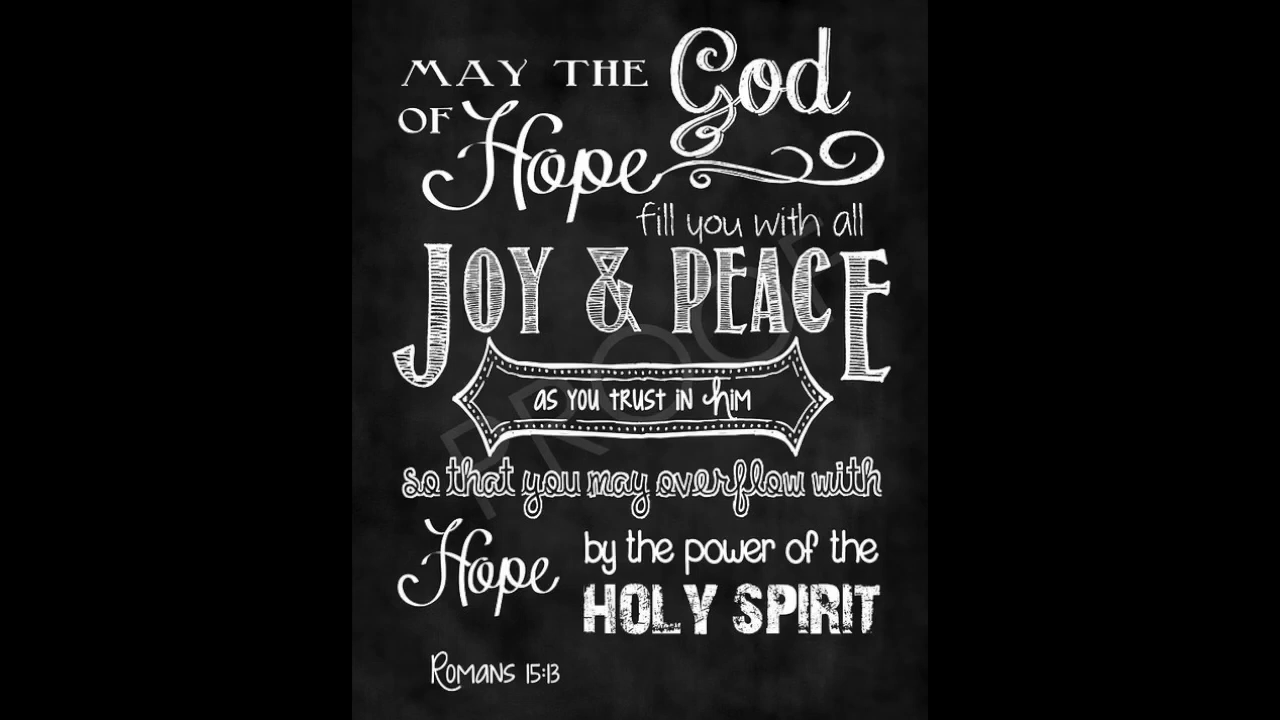 MAY THE God
OF Hope
fill you with all
JOY & PEACE
as you trust in him
so that you may overflow with
Hope by the power of the
HOLY SPIRIT
Romans 15:13
PROOF